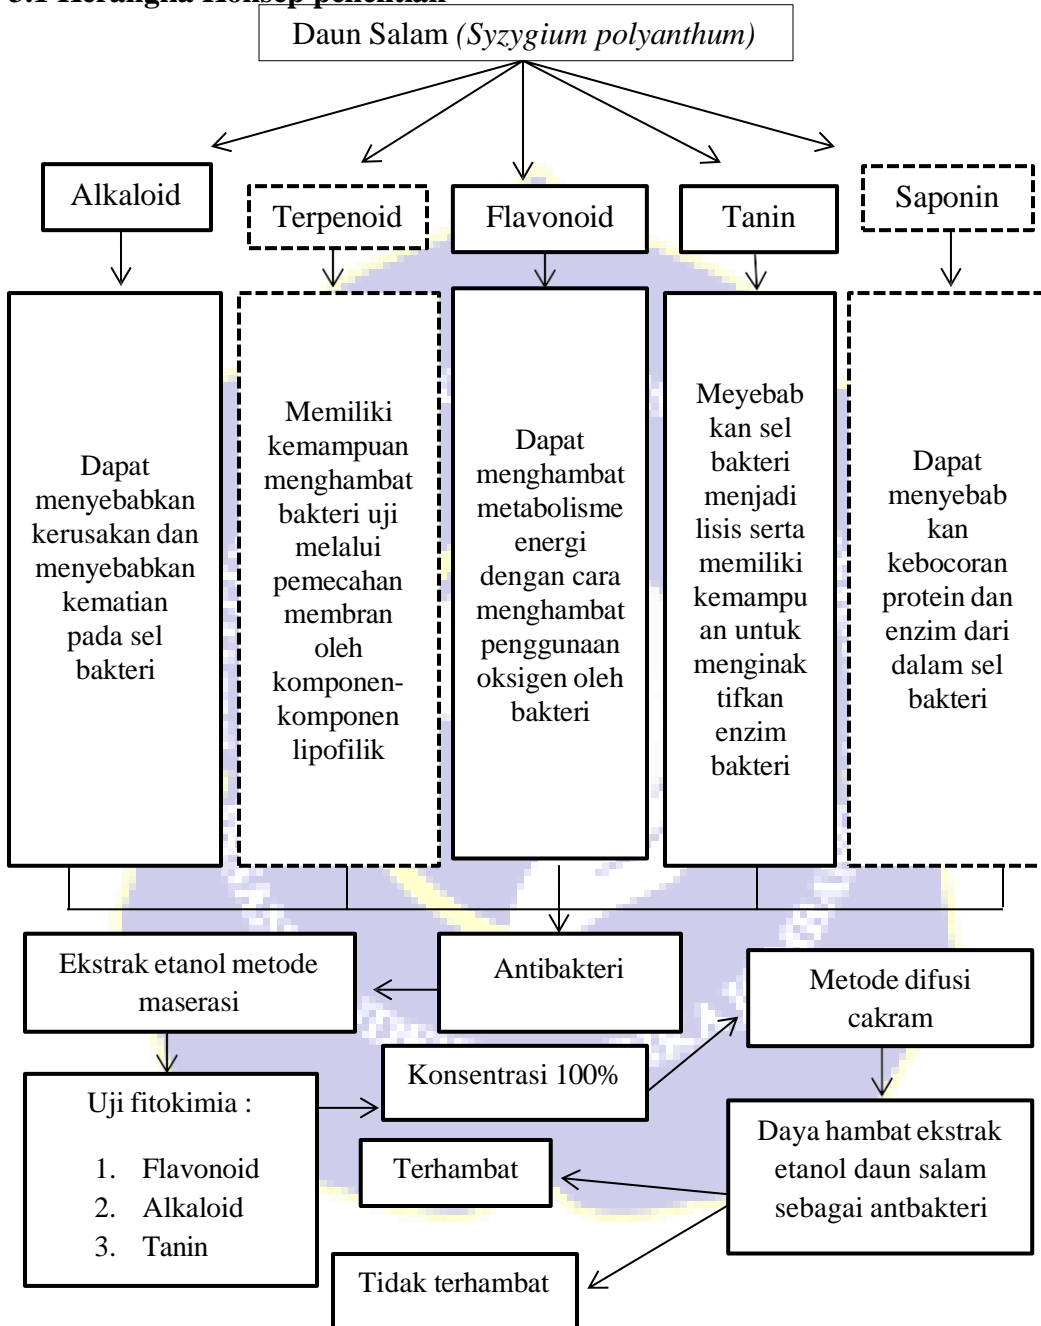 3.1 Kerangka Konsep penelitian
Daun Salam (Syzygium polyanthum)
Alkaloid
Terpenoid
Flavonoid
Tanin
Saponin
Dapat
menyebabkan
kerusakan dan
menyebabkan
kematian
pada sel
bakteri
Memiliki
kemampuan
menghambat
bakteri uji
melalui
pemecahan
membran
oleh
komponen-
komponen
lipofilik
Dapat
menghambat
metabolisme
energi
dengan cara
menghambat
penggunaan
oksigen oleh
bakteri
Meyebab
kan sel
bakteri
menjadi
lisis serta
memiliki
kemampu
an untuk
menginak
tifkan
enzim
bakteri
Dapat
menyebab
kan
kebocoran
protein dan
enzim dari
dalam sel
bakteri
Ekstrak etanol metode
maserasi
Antibakteri
Metode difusi
cakram
Uji fitokimia :
1. Flavonoid
2. Alkaloid
3. Tanin
Konsentrasi 100%
Terhambat
Daya hambat ekstrak
etanol daun salam
sebagai antbakteri
Tidak terhambat